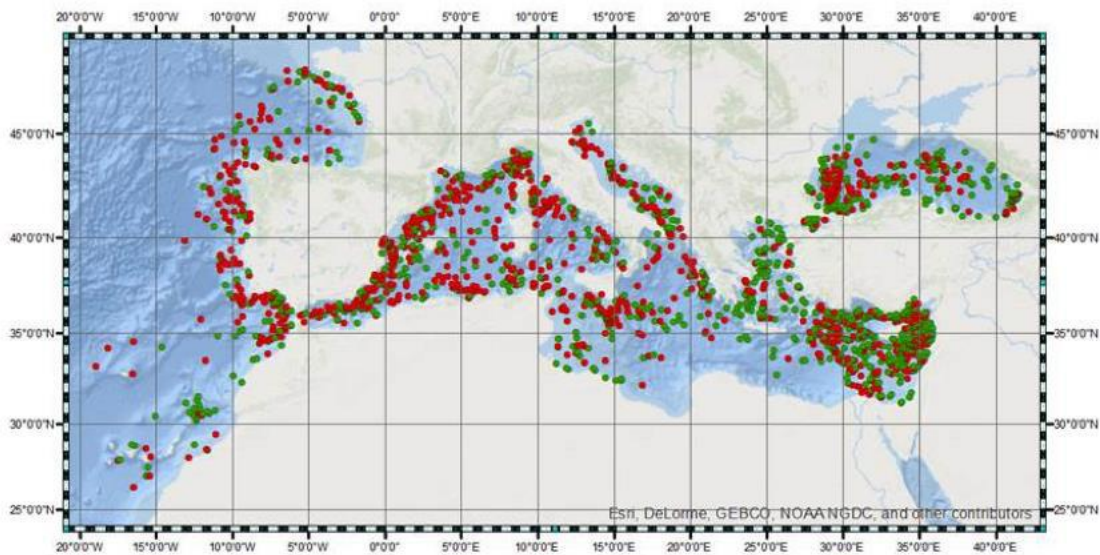 20°0'0"W 15°0'0"W 10°0'0"W 5°0'0"W 0°0'0" 5°0'0"E 10°0'0"E 15°0'0"E 20°0'0"E 25°0'0"E 30°0'0"E 35°0'0"E 40°0'0"E
45°0'0"N 45°0'0"N
40°0'0"N 40°0'0"N
35°0'0"N 35°0'0"N
30°0'0"N 30°0'0"N
25°0'0"N 25°0'0"N
Esri, DeLorme, GEBCO, NOAA NGDC, and other contributors
20°0'0"W 15°0'0"W 10°0'0"W 5°0'0"W 0°0'0" 5°0'0"E 10°0'0"E 15°0'0"E 20°0'0"E 25°0'0"E 30°0'0"E 35°0'0"E 40°0'0"E